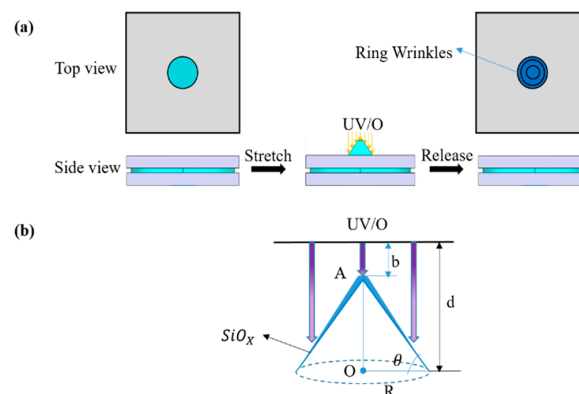 (a)
Top view
Ring Wrinkles
UV/O
Side view
Stretch
Release
(b)
UV/O
b
A
d
SiOX
θ
O
R